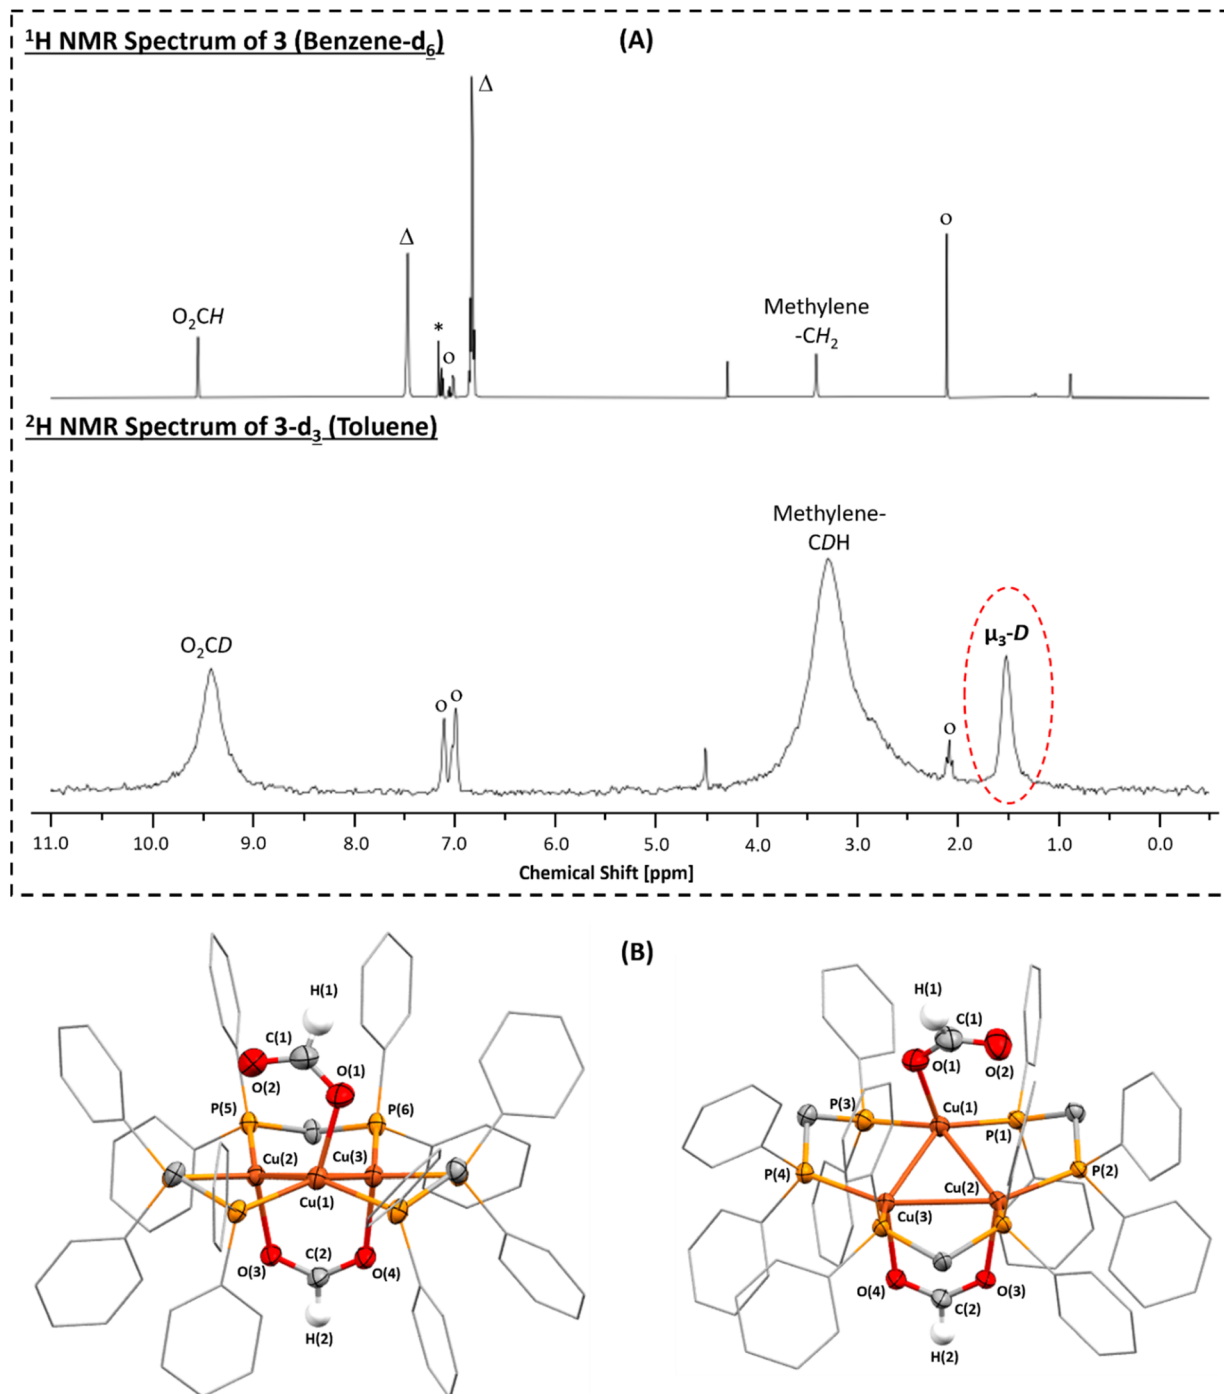 ¹H NMR Spectrum of 3 (Benzene-d₆)
(A)
Δ
Δ
O₂CH
*
o
Methylene
-CH₂
o
²H NMR Spectrum of 3-d₃ (Toluene)
Methylene-
CDH
O₂CD
o
o
o
μ₃-D
11.0 10.0 9.0 8.0 7.0 6.0 5.0 4.0 3.0 2.0 1.0 0.0
Chemical Shift [ppm]
(B)
H(1)
C(1)
O(2)
O(1)
P(5)
P(6)
Cu(2)
Cu(3)
Cu(1)
O(3)
C(2)
O(4)
H(2)
H(1)
C(1)
O(1)
O(2)
P(3)
Cu(1)
P(1)
P(4)
Cu(2)
P(2)
Cu(3)
O(4)
C(2)
O(3)
H(2)